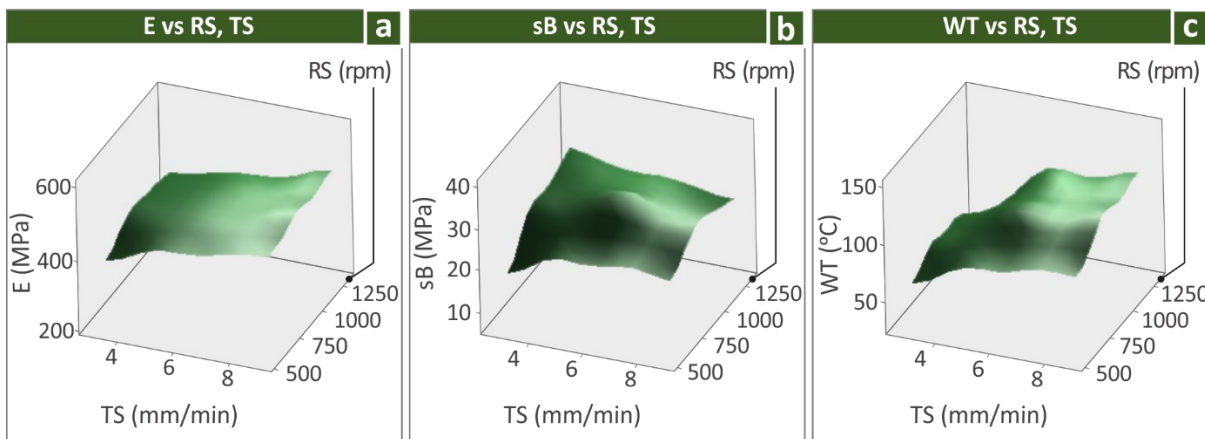 E vs RS, TS
a
RS (rpm)
600
400
200
E (MPa)
4
6
8
TS (mm/min)
500
750
1000
1250
sB vs RS, TS
b
RS (rpm)
40
30
20
10
sB (MPa)
4
6
8
TS (mm/min)
500
750
1000
1250
WT vs RS, TS
c
RS (rpm)
150
100
50
WT (ºC)
4
6
8
TS (mm/min)
500
750
1000
1250